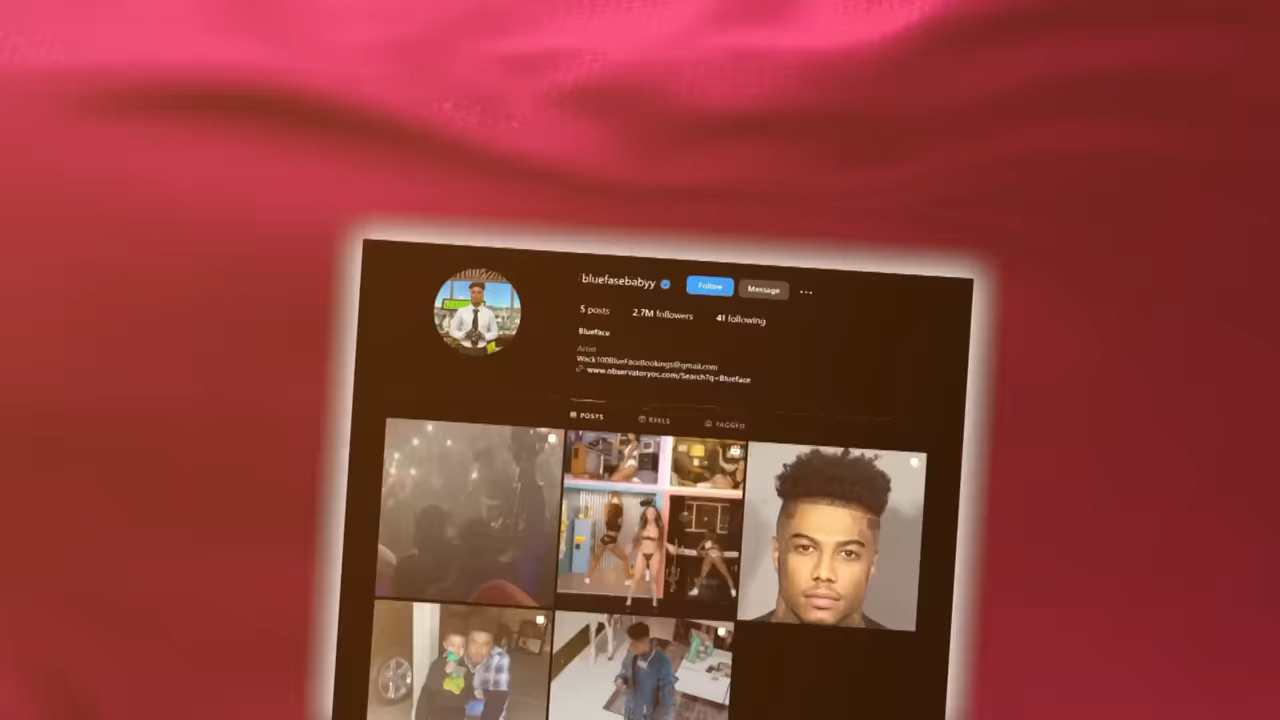 bluefasebabyy Follow Message
5 posts 2.7M followers 41 following
Blueface
Artist
Wack100BlueFaceBookings@gmail.com
www.observatoryoc.com/Search?q=Blueface
POSTS REELS TAGGED